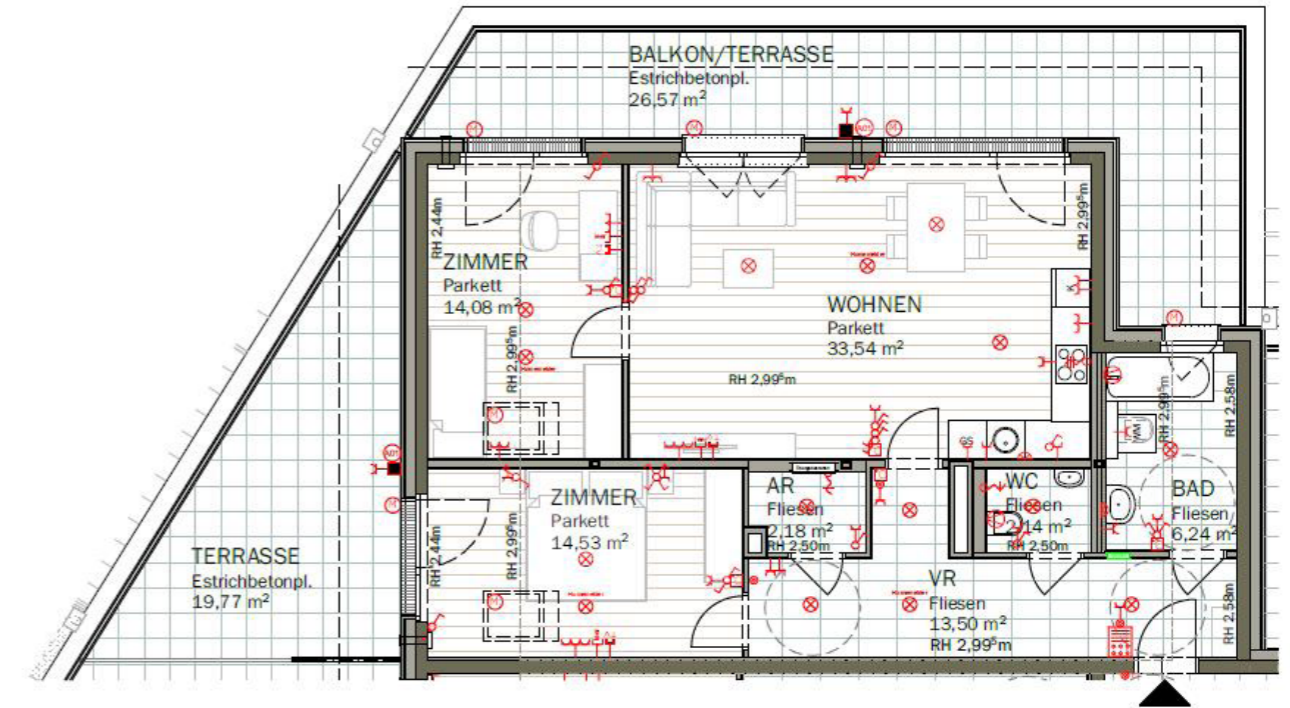 BALKON/TERRASSE
Estrichbetonpl.
26,57 m²
M
M
A01
M
RH 2,44m
ZIMMER
Parkett
14,08 m²
RH 2,99⁵m
M
WOHNEN
Parkett
33,54 m²
RH 2,99⁵m
RH 2,99⁵m
K
GS
M
RH 2,99⁵m
RH 2,58m
WM
BAD
Fliesen
6,24 m²
WC
Fliesen
2,14 m²
RH 2,50m
AR
Fliesen
2,18 m²
RH 2,50m
A01
M
ZIMMER
Parkett
14,53 m²
RH 2,44m
RH 2,99⁵m
M
TERRASSE
Estrichbetonpl.
19,77 m²
VR
Fliesen
13,50 m²
RH 2,99⁵m
RH 2,58m